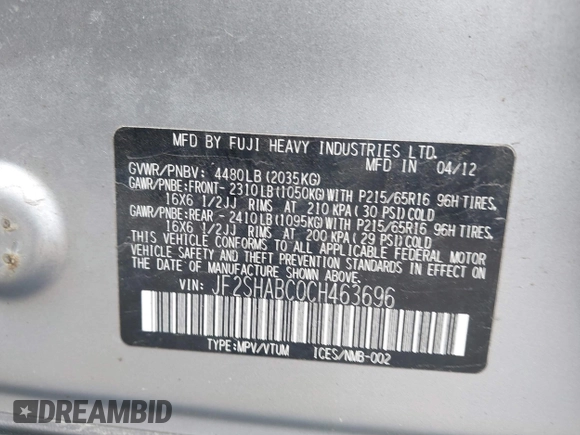 MFD BY FUJI HEAVY INDUSTRIES LTD.
MFD IN 04/12
GVWR/PNBV: 4480LB(2035KG)
GAWR/PNBE:FRONT-2310LB(1050KG)WITH P215/65R16 96H TIRES,
16X6 1/2JJ RIMS AT 210 KPA(30 PSI)COLD
GAWR/PNBE:REAR -2410LB(1095KG)WITH P215/65R16 96H TIRES,
16X6 1/2JJ RIMS AT 200 KPA(29 PSI)COLD
THIS VEHICLE CONFORMS TO ALL APPLICABLE FEDERAL MOTOR
VEHICLE SAFETY AND THEFT PREVENTION STANDARDS IN EFFECT ON
THE DATE OF MANUFACTURE SHOWN ABOVE.
VIN: JF2SHABC0CH463696
TYPE:MPV/VTUM ICES/NMB-002
DREAMBID